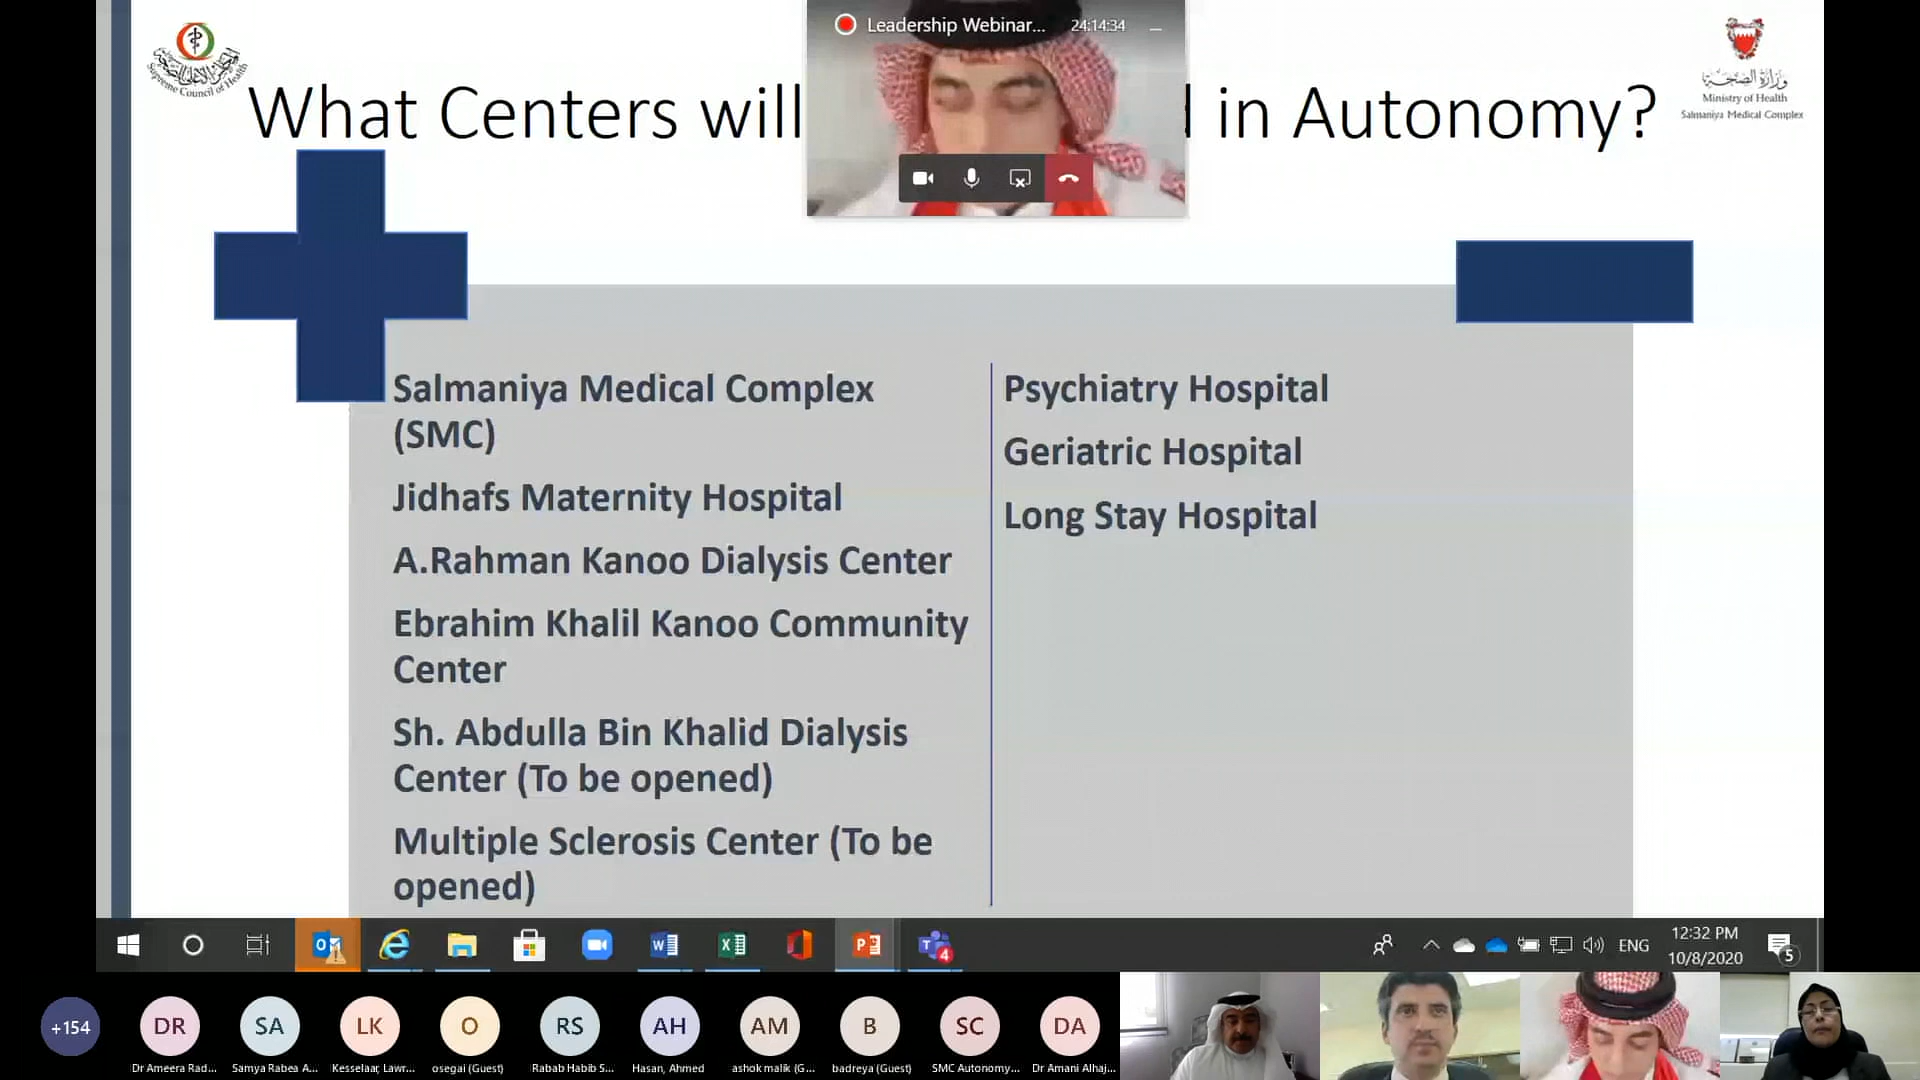 Leadership Webinar...
24:14:34
Supreme Council of Health
وزارة الصحة
Ministry of Health
Salmaniya Medical Complex
What Centers will
d in Autonomy?
Salmaniya Medical Complex
(SMC)
Jidhafs Maternity Hospital
A.Rahman Kanoo Dialysis Center
Ebrahim Khalil Kanoo Community
Center
Sh. Abdulla Bin Khalid Dialysis
Center (To be opened)
Multiple Sclerosis Center (To be
opened)
Psychiatry Hospital
Geriatric Hospital
Long Stay Hospital
4
ENG
12:32 PM
10/8/2020
5
+154
DR
SA
LK
O
RS
AH
AM
B
SC
DA
Dr Ameera Rad...
Samya Rabea A...
Kesselaar, Lawr...
osegai (Guest)
Rabab Habib S...
Hasan, Ahmed
ashok malik (G...
badreya (Guest)
SMC Autonomy...
Dr Amani Alhaj...